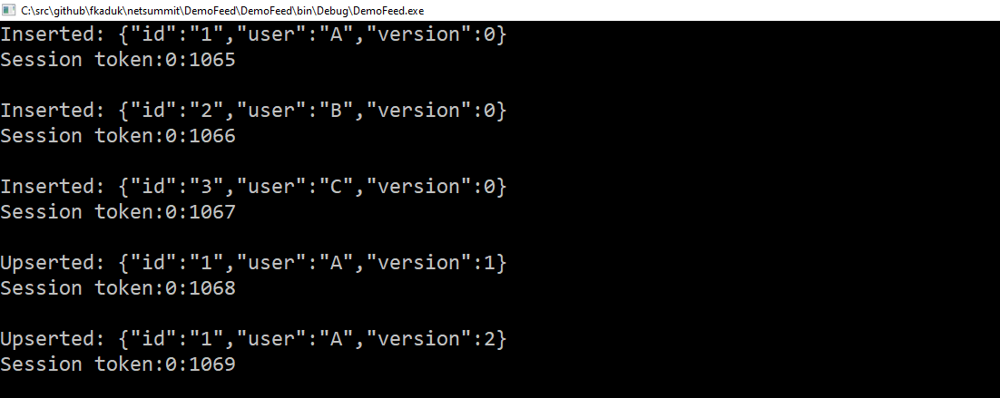 C:\src\github\fkaduk\netsummit\DemoFeed\DemoFeed\bin\Debug\DemoFeed.exe
Inserted: {"id":"1","user":"A","version":0}
Session token:0:1065
Inserted: {"id":"2","user":"B","version":0}
Session token:0:1066
Inserted: {"id":"3","user":"C","version":0}
Session token:0:1067
Upserted: {"id":"1","user":"A","version":1}
Session token:0:1068
Upserted: {"id":"1","user":"A","version":2}
Session token:0:1069